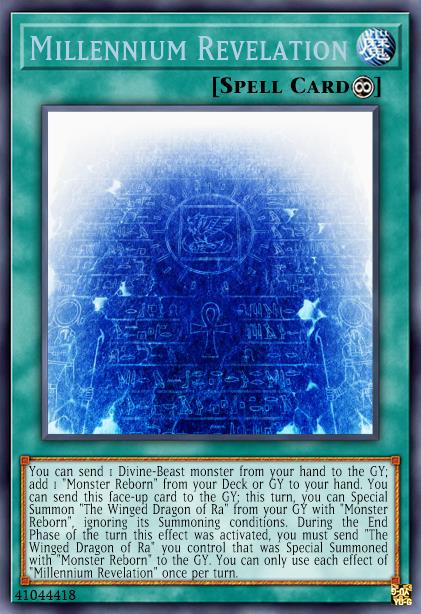 Millennium Revelation
魔
[Spell Card]
You can send 1 Divine-Beast monster from your hand to the GY;
add 1 "Monster Reborn" from your Deck or GY to your hand. You
can send this face-up card to the GY; this turn, you can Special
Summon "The Winged Dragon of Ra" from your GY with "Monster
Reborn", ignoring its Summoning conditions. During the End
Phase of the turn this effect was activated, you must send "The
Winged Dragon of Ra" you control that was Special Summoned
with "Monster Reborn" to the GY. You can only use each effect of
"Millennium Revelation" once per turn.
41044418